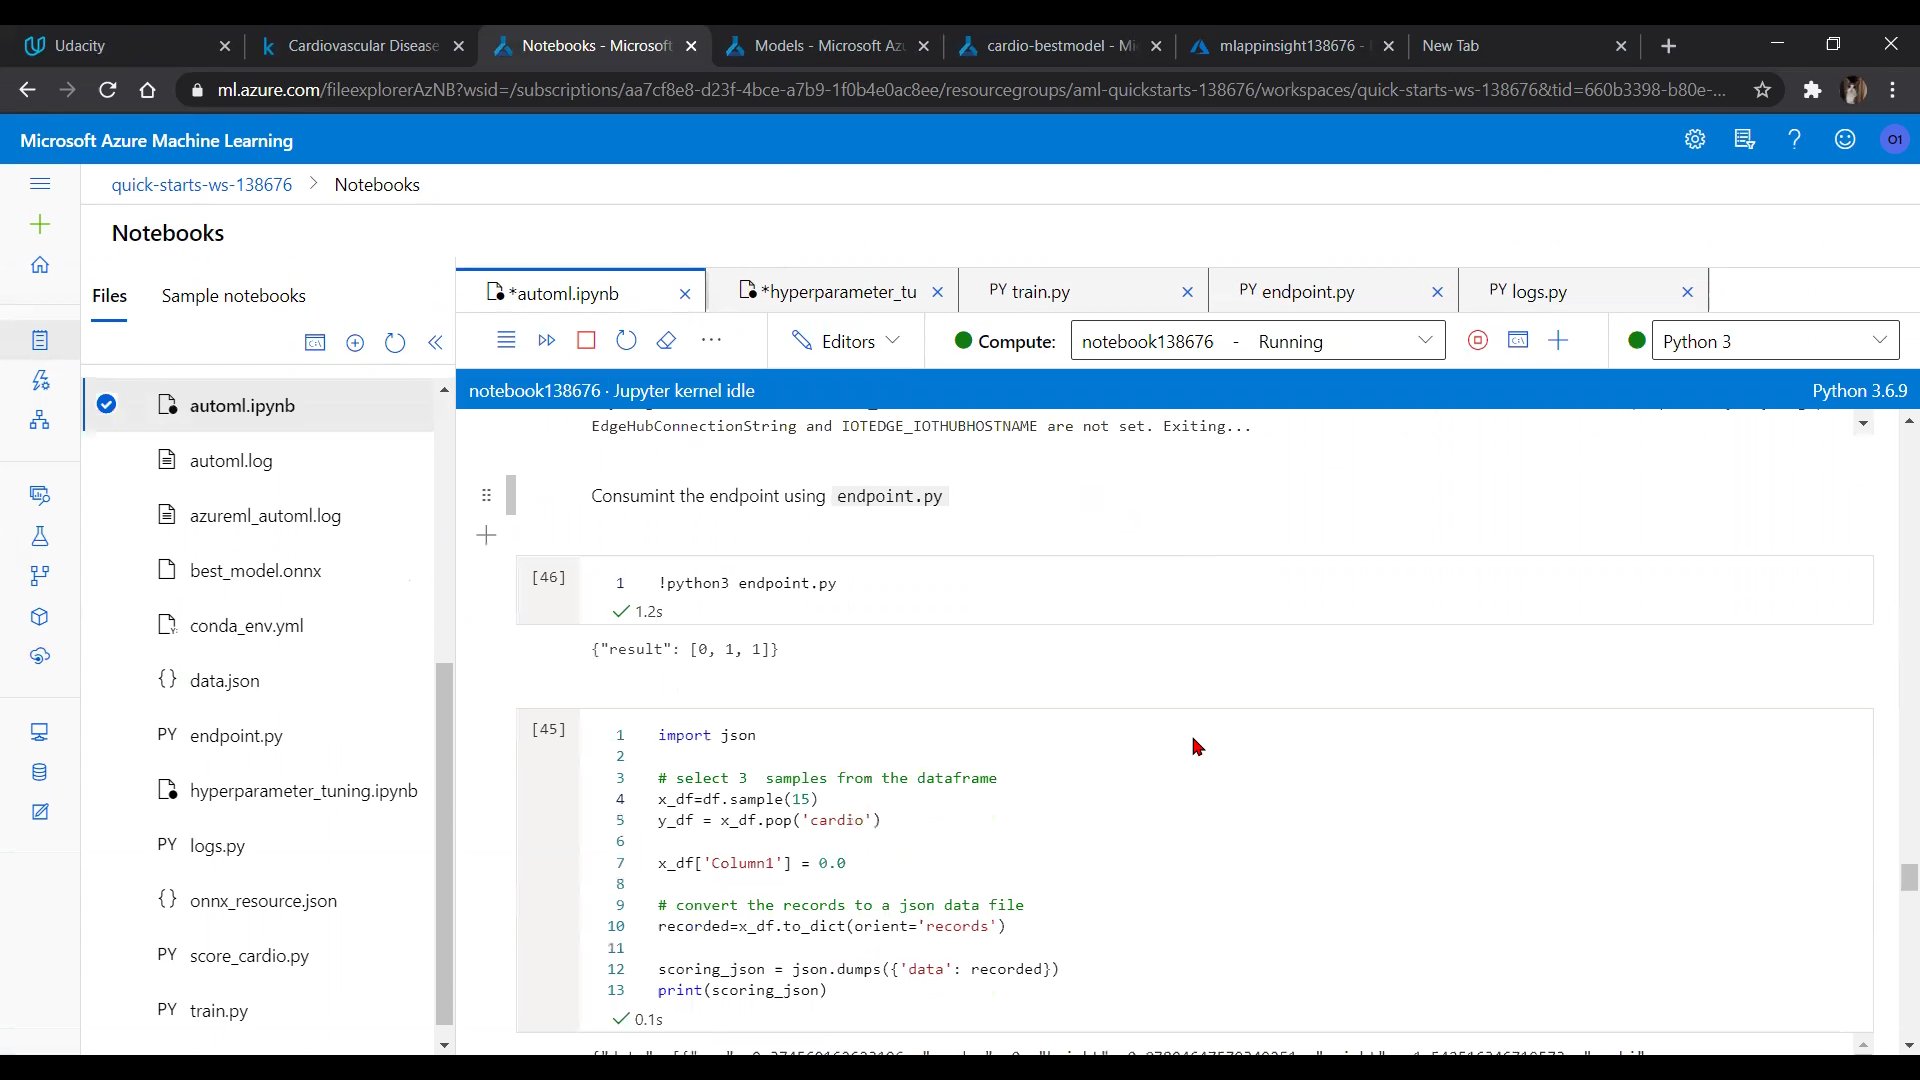 Udacity
Cardiovascular Disease
Notebooks - Microsoft
Models - Microsoft Az
cardio-bestmodel - Mi
mlappinsight138676 -
New Tab
ml.azure.com/fileexplorerAzNB?wsid=/subscriptions/aa7cf8e8-d23f-4bce-a7b9-1f0b4e0ac8ee/resourcegroups/aml-quickstarts-138676/workspaces/quick-starts-ws-138676&tid=660b3398-b80e-...
Microsoft Azure Machine Learning
O1
quick-starts-ws-138676 > Notebooks
Notebooks
Files
Sample notebooks
*automl.ipynb
*hyperparameter_tu
PY train.py
PY endpoint.py
PY logs.py
Editors
Compute:
notebook138676 - Running
Python 3
notebook138676 · Jupyter kernel idle
Python 3.6.9
automl.ipynb
automl.log
azureml_automl.log
best_model.onnx
conda_env.yml
{} data.json
PY endpoint.py
hyperparameter_tuning.ipynb
PY logs.py
{} onnx_resource.json
PY score_cardio.py
PY train.py
EdgeHubConnectionString and IOTEDGE_IOTHUBHOSTNAME are not set. Exiting...
Consumint the endpoint using endpoint.py
[46]
1 !python3 endpoint.py
1.2s
{"result": [0, 1, 1]}
[45]
1 import json
2
3 # select 3  samples from the dataframe
4 x_df=df.sample(15)
5 y_df = x_df.pop('cardio')
6
7 x_df['Column1'] = 0.0
8
9 # convert the records to a json data file
10 recorded=x_df.to_dict(orient='records')
11
12 scoring_json = json.dumps({'data': recorded})
13 print(scoring_json)
0.1s